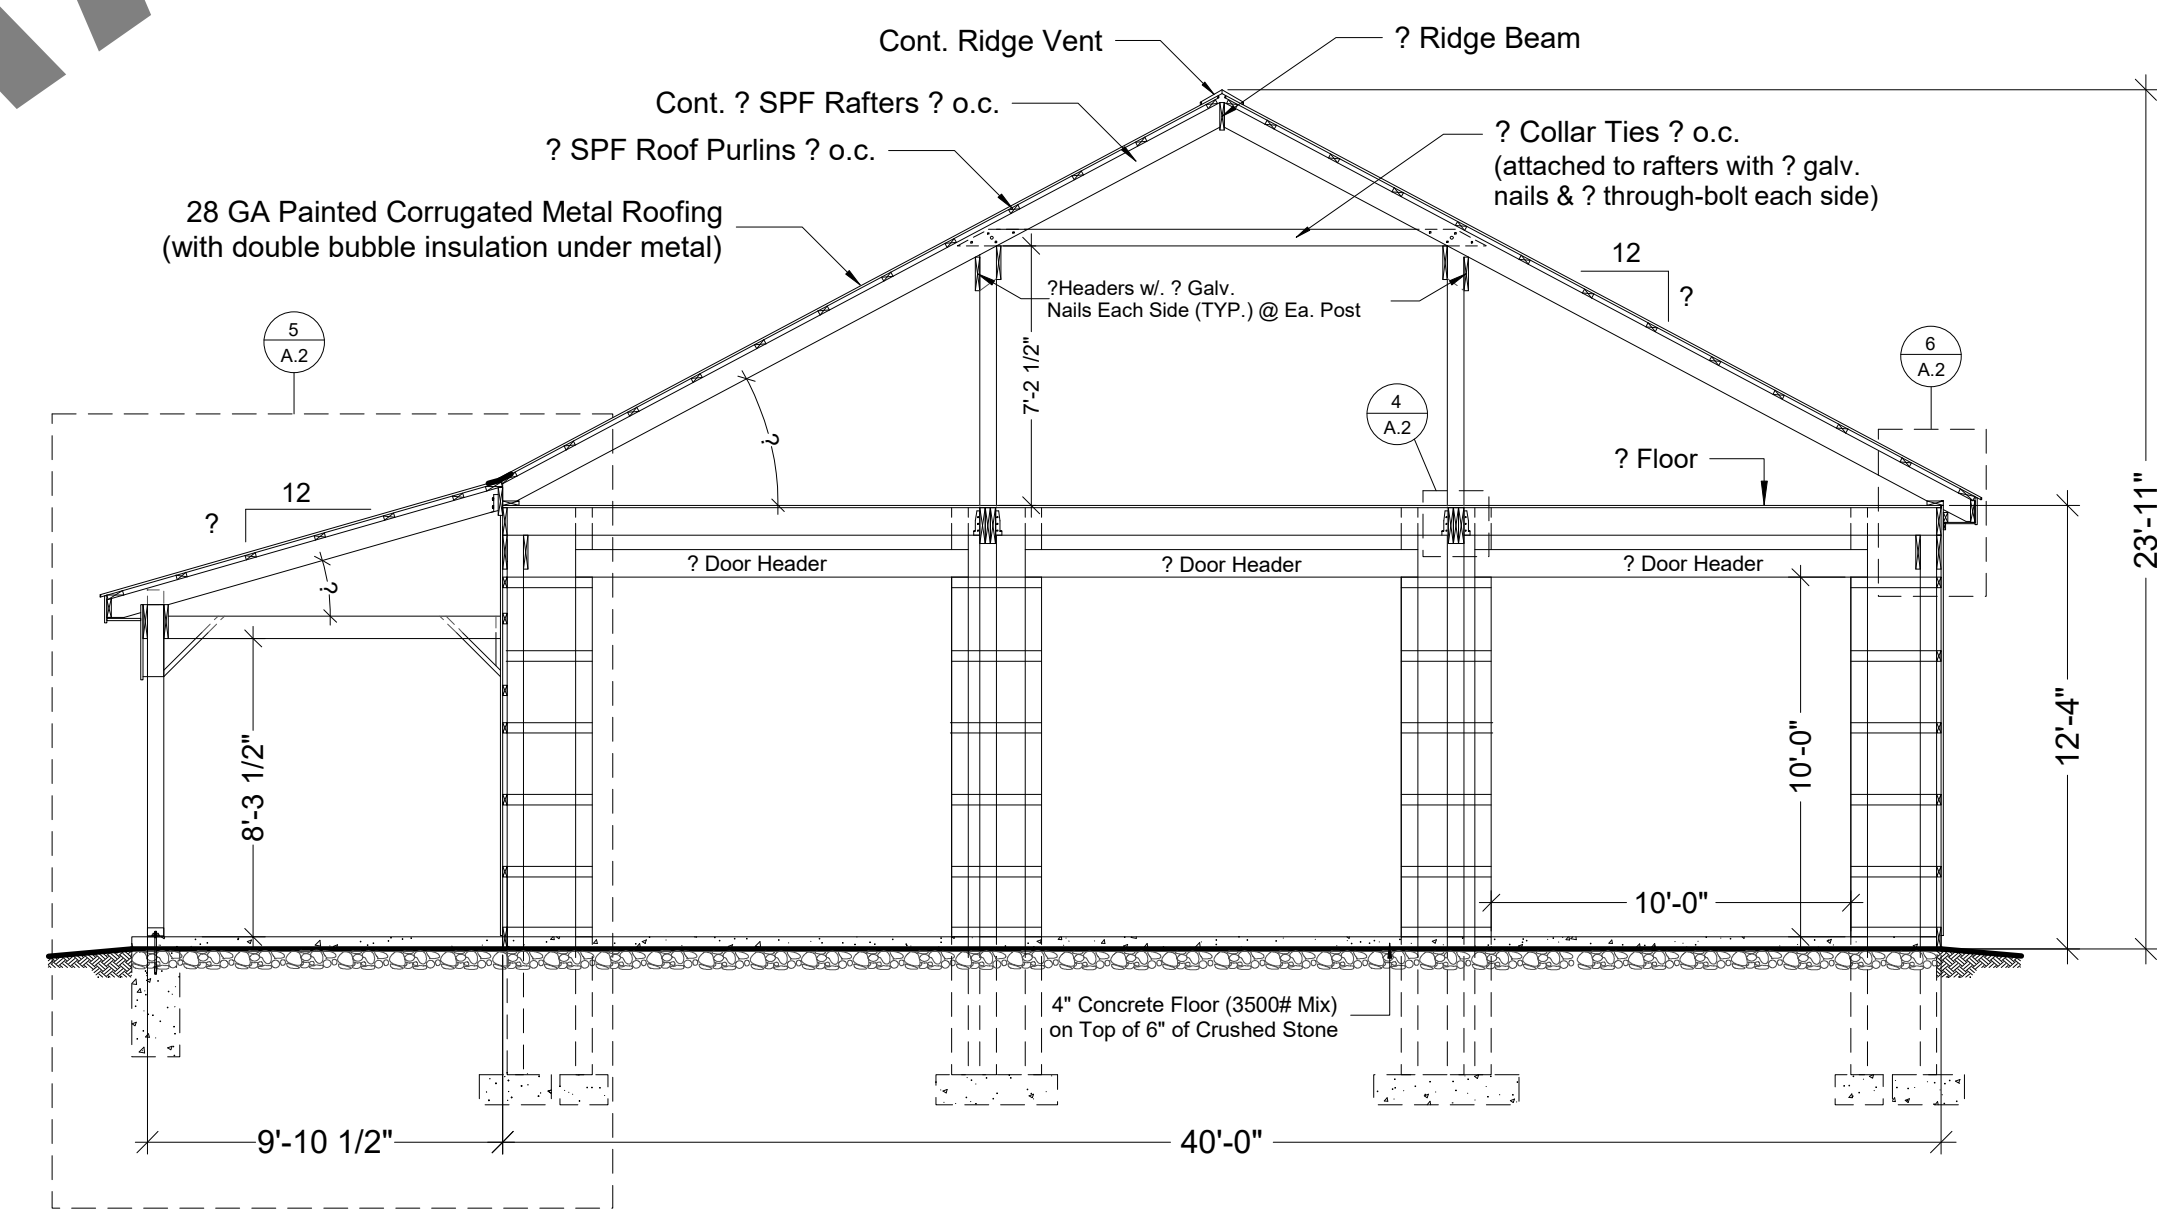 Cont. Ridge Vent
? Ridge Beam
Cont. ? SPF Rafters ? o.c.
? SPF Roof Purlins ? o.c.
? Collar Ties ? o.c.
(attached to rafters with ? galv.
nails & ? through-bolt each side)
28 GA Painted Corrugated Metal Roofing
(with double bubble insulation under metal)
12
?
?Headers w/. ? Galv.
Nails Each Side (TYP.) @ Ea. Post
5
A.2
6
A.2
7'-2 1/2"
4
A.2
?
? Floor
12
?
23'-11"
? Door Header
? Door Header
? Door Header
?
8'-3 1/2"
10'-0"
12'-4"
10'-0"
4" Concrete Floor (3500# Mix)
on Top of 6" of Crushed Stone
9'-10 1/2"
40'-0"